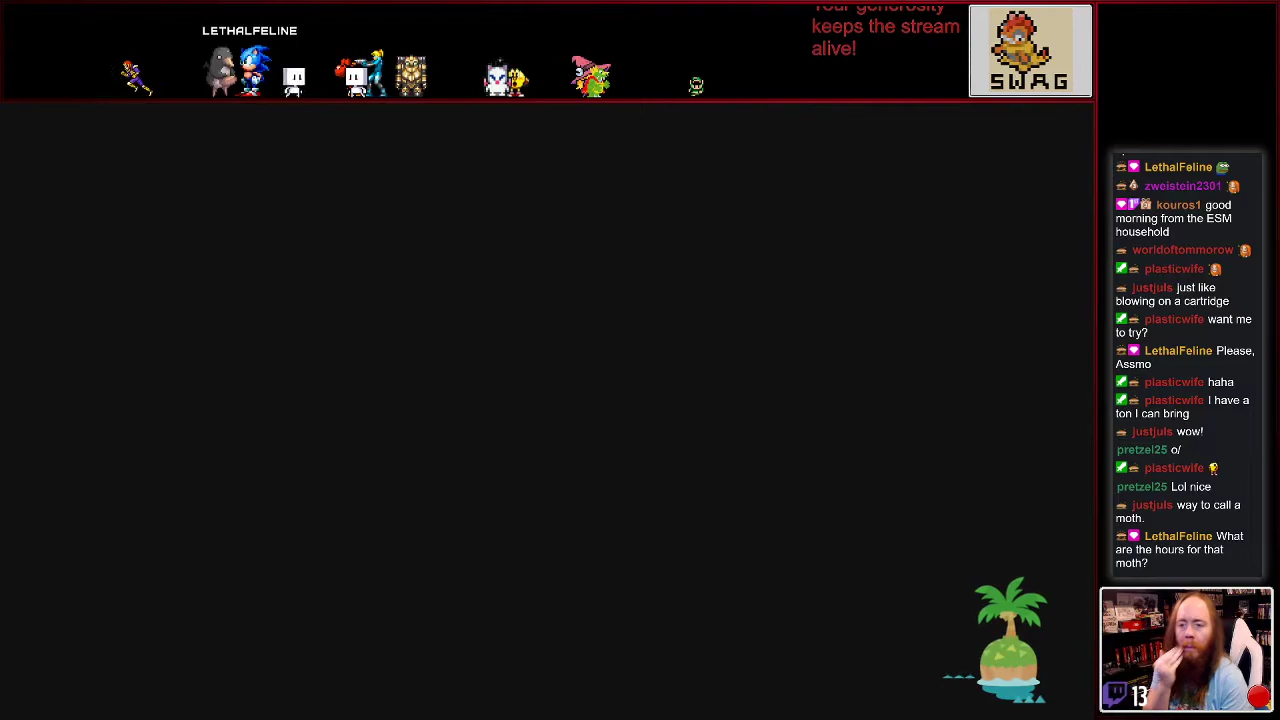 Your generosity
keeps the stream
alive!
LETHALFELINE
SWAG
LethalFeline
zweistein2301
kouros1 good
morning from the ESM
household
worldoftommorow
plasticwife
justjuls just like
blowing on a cartridge
plasticwife want me
to try?
LethalFeline Please,
Assmo
plasticwife haha
plasticwife I have a
ton I can bring
justjuls wow!
pretzel25 o/
plasticwife
pretzel25 Lol nice
justjuls way to call a
moth.
LethalFeline What
are the hours for that
moth?
13